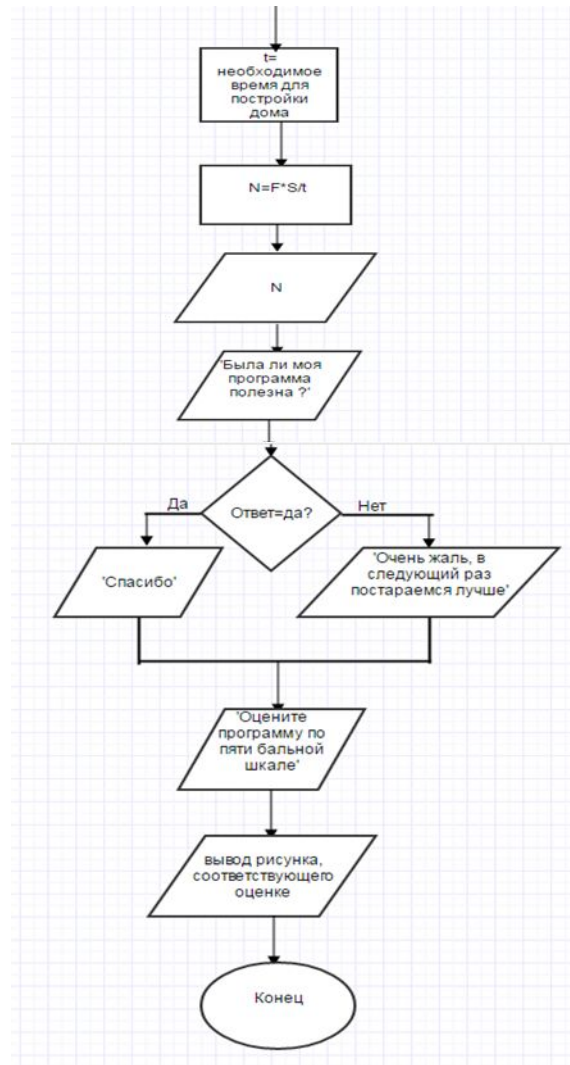 t=
необходимое
время для
постройки
дома
N=F*S/t
N
'Была ли моя
программа
полезна ?'
Да
Ответ=да?
Нет
'Спасибо'
'Очень жаль, в
следующий раз
постараемся лучше'
'Оцените
программу по
пяти бальной
шкале'
вывод рисунка,
соответствующего
оценке
Конец